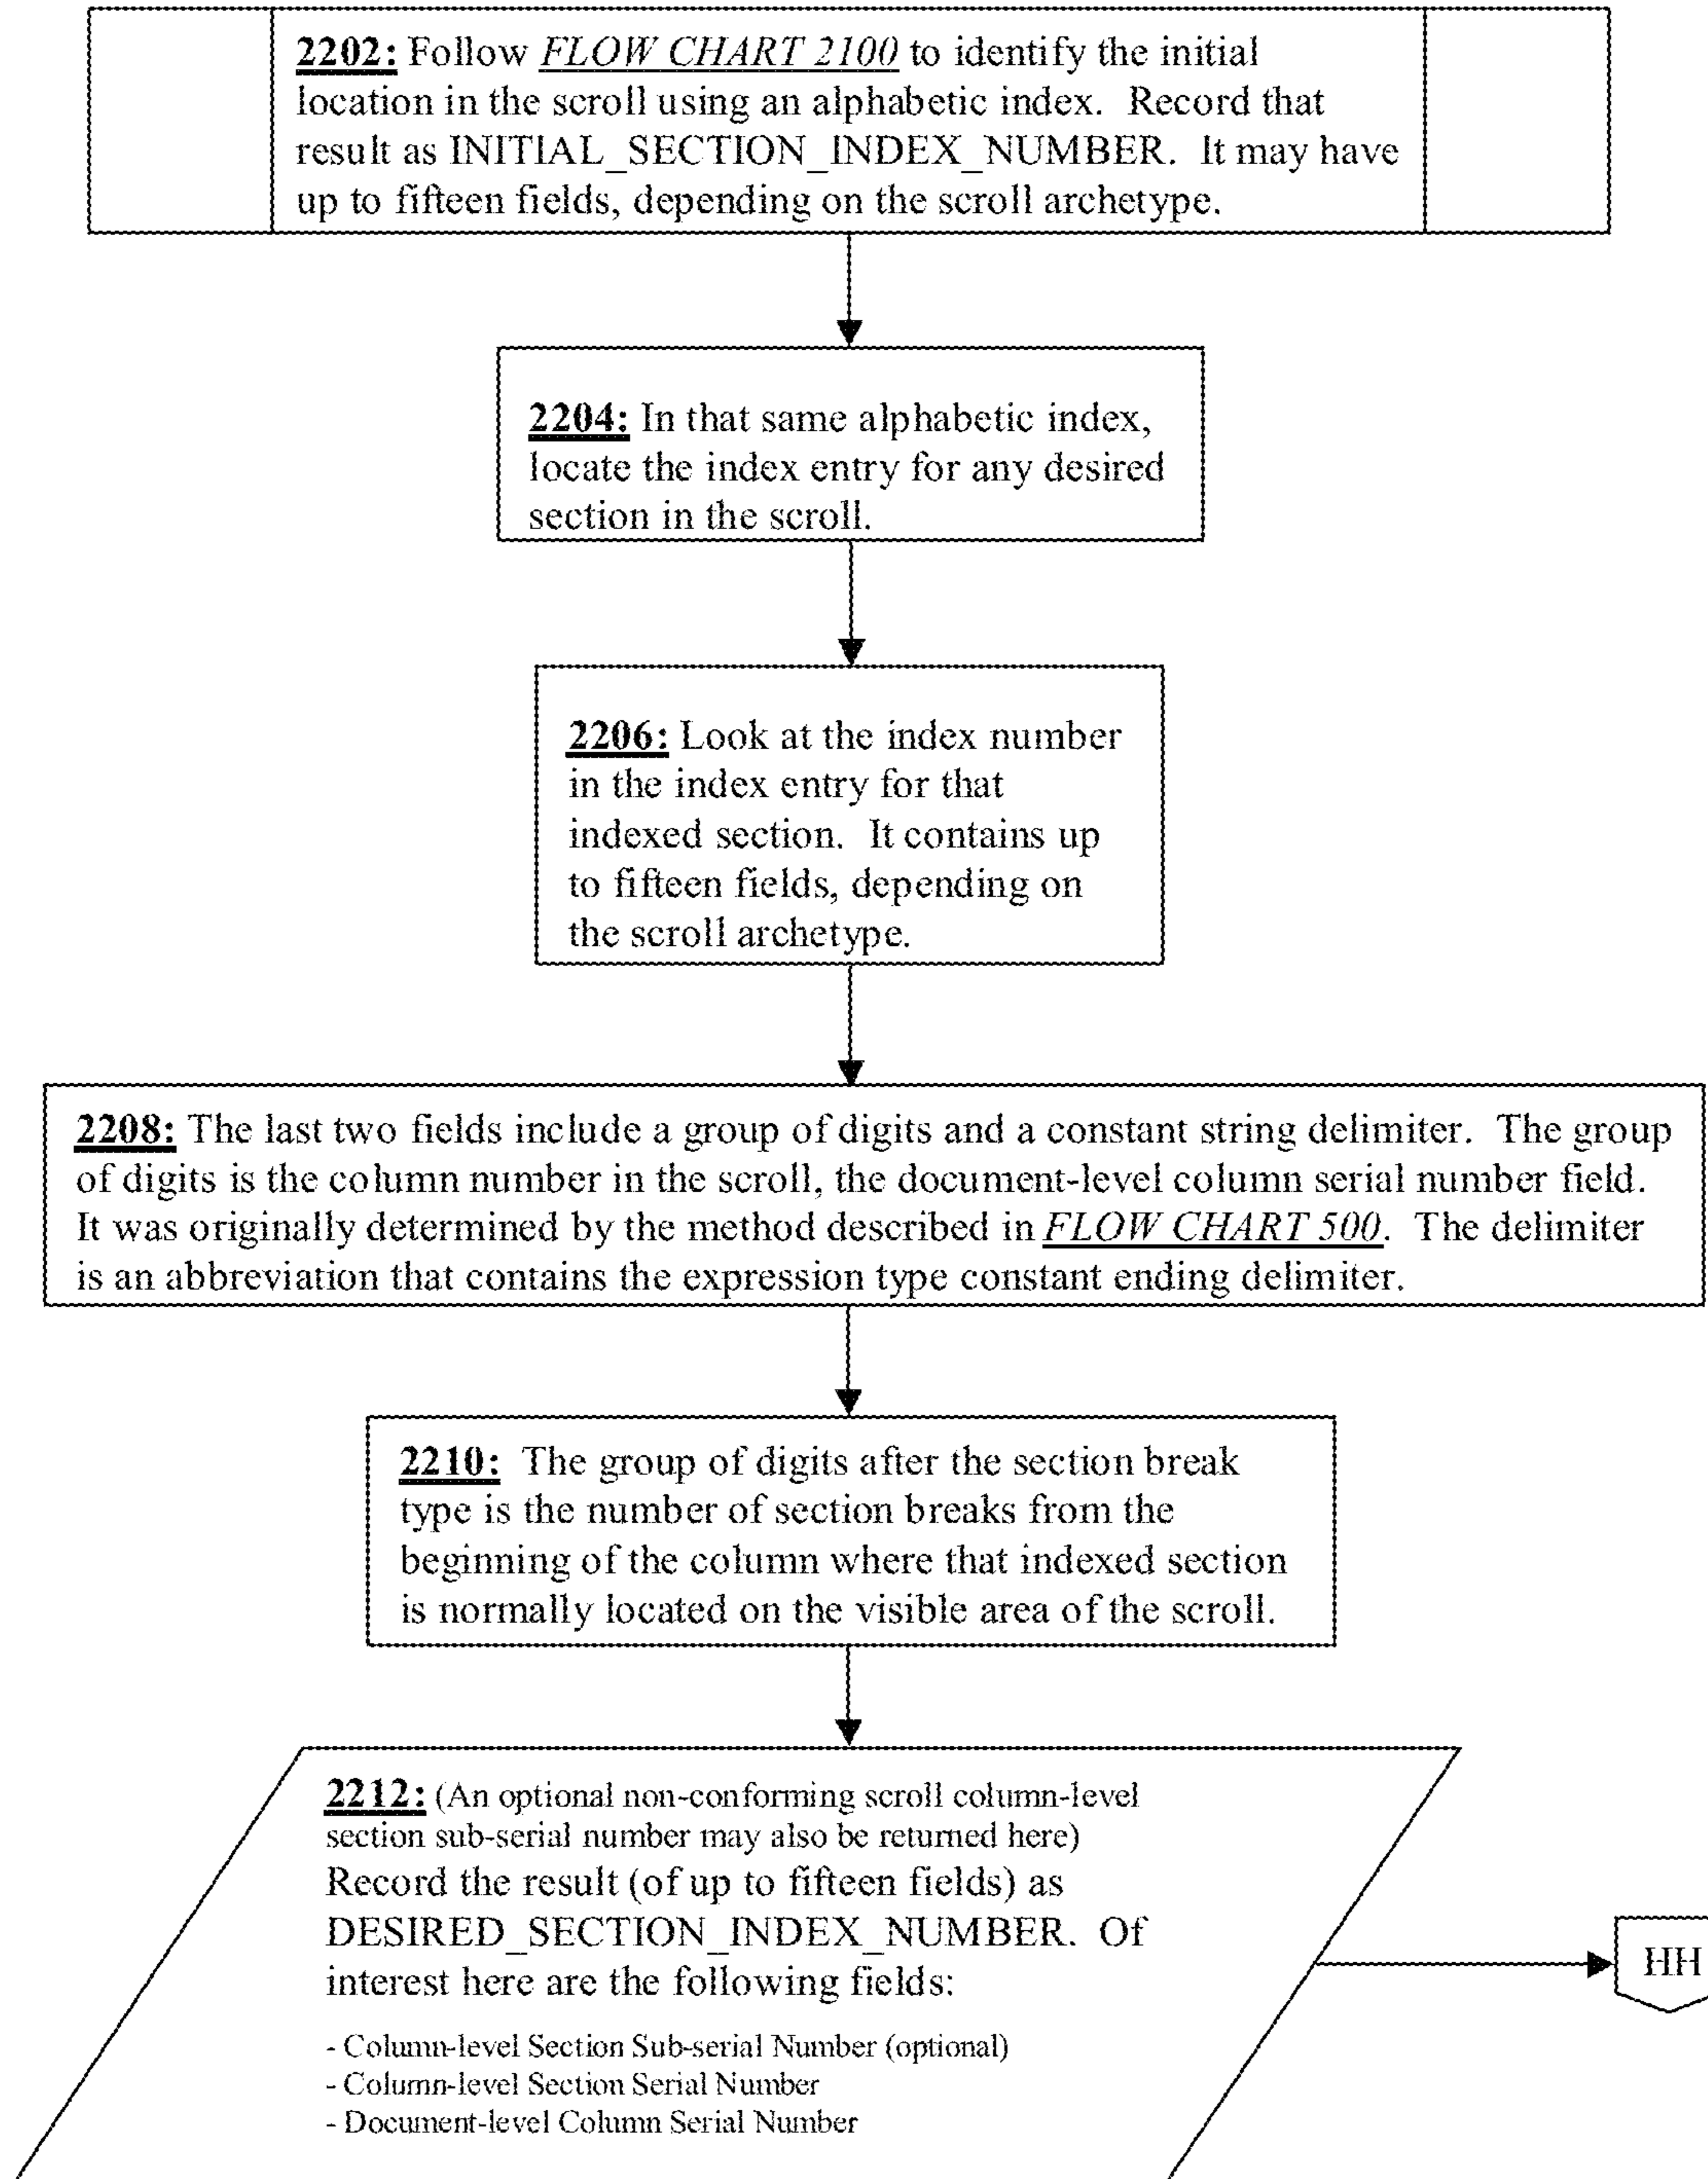 2202: Follow FLOW CHART 2100 to identify the initial
location in the scroll using an alphabetic index. Record that
result as INITIAL_SECTION_INDEX_NUMBER. It may have
up to fifteen fields, depending on the scroll archetype.
2204: In that same alphabetic index,
locate the index entry for any desired
section in the scroll.
2206: Look at the index number
in the index entry for that
indexed section. It contains up
to fifteen fields, depending on
the scroll archetype.
2208: The last two fields include a group of digits and a constant string delimiter. The group
of digits is the column number in the scroll, the document-level column serial number field.
It was originally determined by the method described in FLOW CHART 500. The delimiter
is an abbreviation that contains the expression type constant ending delimiter.
2210: The group of digits after the section break
type is the number of section breaks from the
beginning of the column where that indexed section
is normally located on the visible area of the scroll.
2212: (An optional non-conforming scroll column-level
section sub-serial number may also be returned here)
Record the result (of up to fifteen fields) as
DESIRED_SECTION_INDEX_NUMBER. Of
interest here are the following fields:
HH
- Column-level Section Sub-serial Number (optional)
- Column-level Section Serial Number
- Document-level Column Serial Number